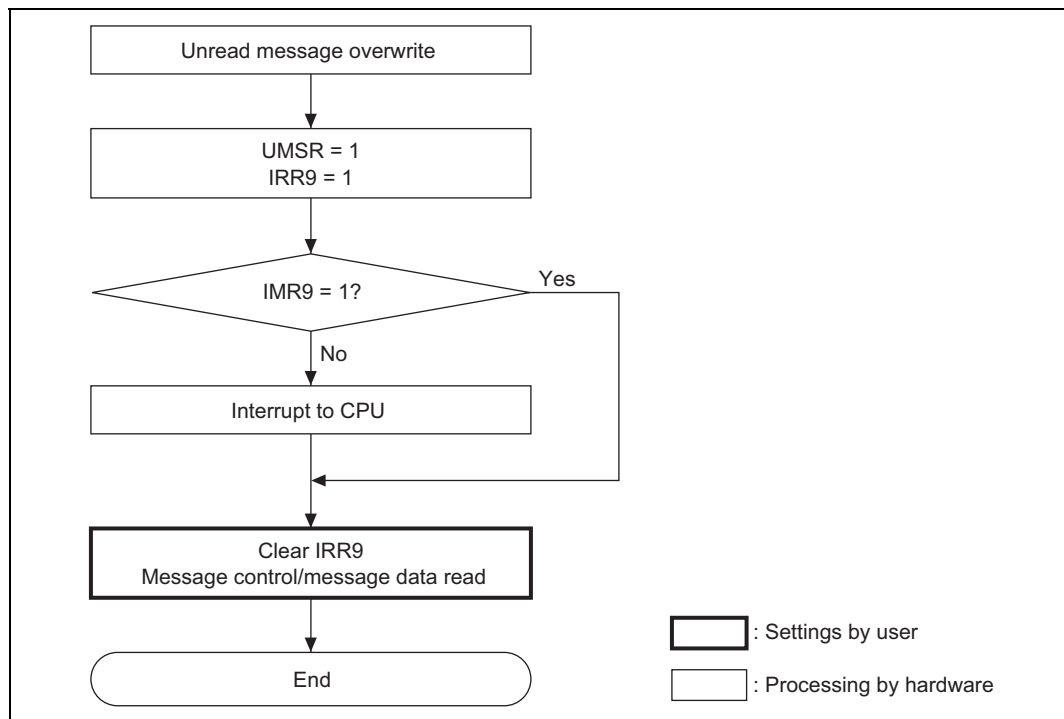 Unread message overwrite
UMSR = 1
IRR9 = 1
IMR9 = 1?
Yes
No
Interrupt to CPU
Clear IRR9
Message control/message data read
: Settings by user
End
: Processing by hardware